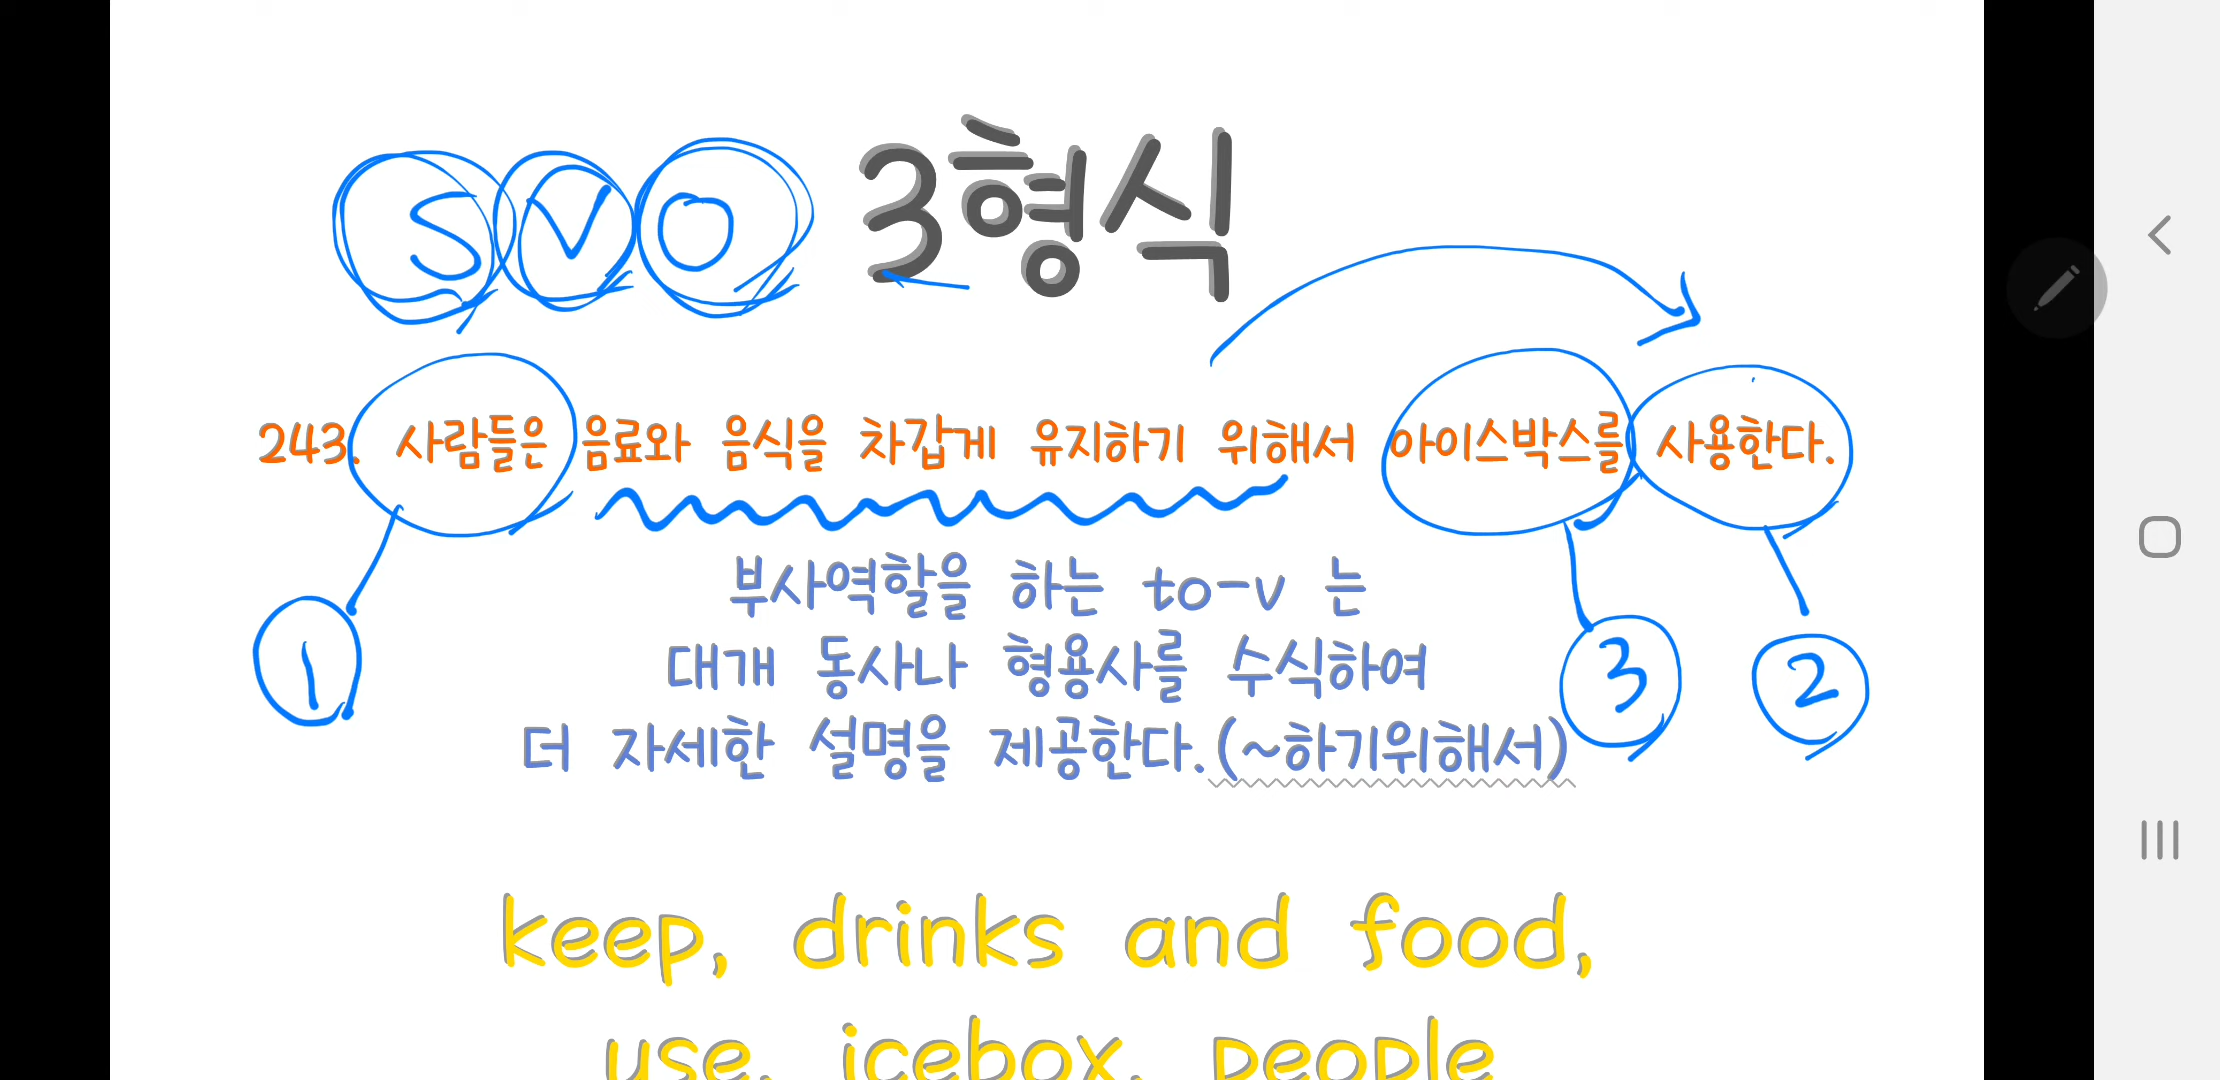 SVO 3형식
243. 사람들은 음료와 음식을 차갑게 유지하기 위해서 아이스박스를 사용한다.
부사역할을 하는 to-v 는
대개 동사나 형용사를 수식하여
더 자세한 설명을 제공한다.(~하기위해서)
1 3 2
keep, drinks and food,
use, icebox, people